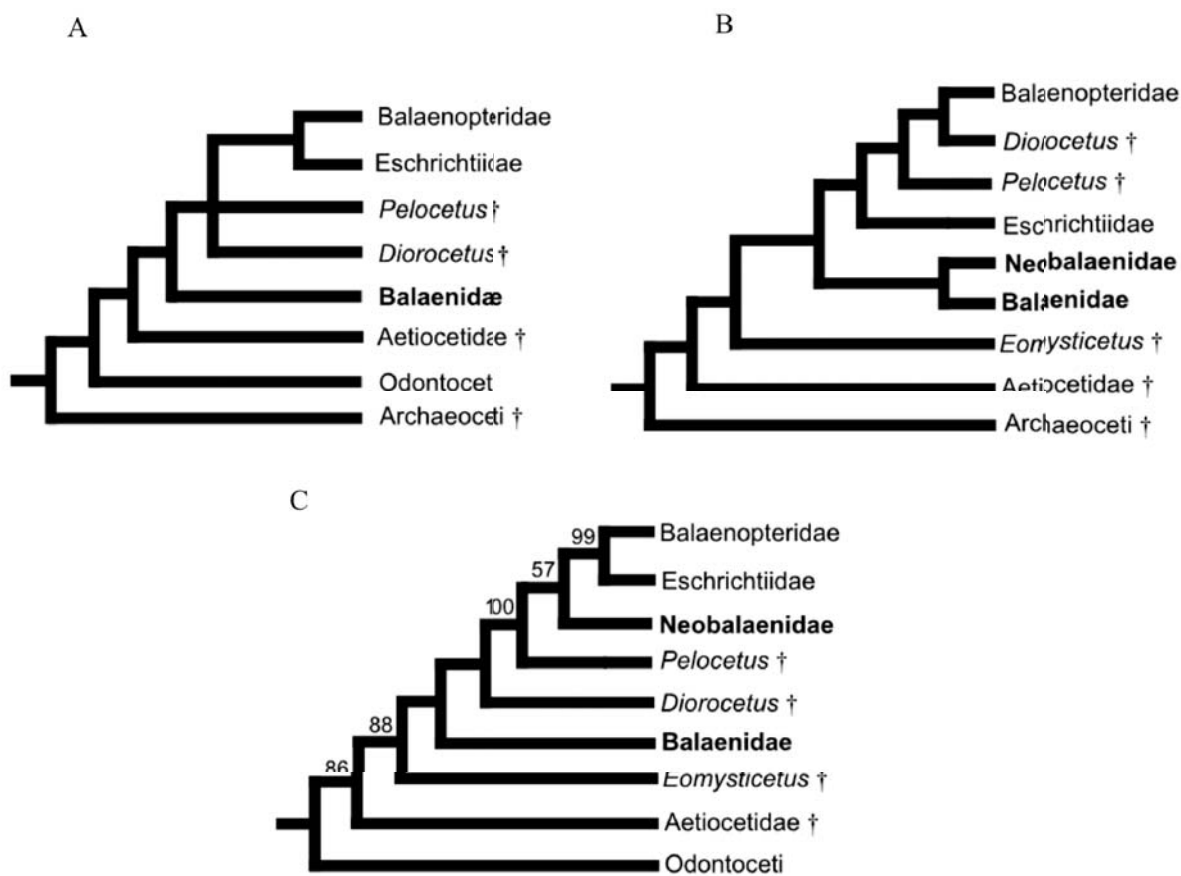 A
Balaenopteridae
Eschrichtiidae
Pelocetus †
Diorocetus †
Balaenidæ
Aetiocetidae †
Odontocet
Archaeoceti †
B
Balaenopteridae
Diorocetus †
Pelocetus †
Eschrichtiidae
Neobalaenidae
Balaenidae
Eomysticetus †
Aetiocetidae †
Archaeoceti †
C
99
Balaenopteridae
57
Eschrichtiidae
100
Neobalaenidae
Pelocetus †
Diorocetus †
88
Balaenidae
86
Eomysticetus †
Aetiocetidae †
Odontoceti